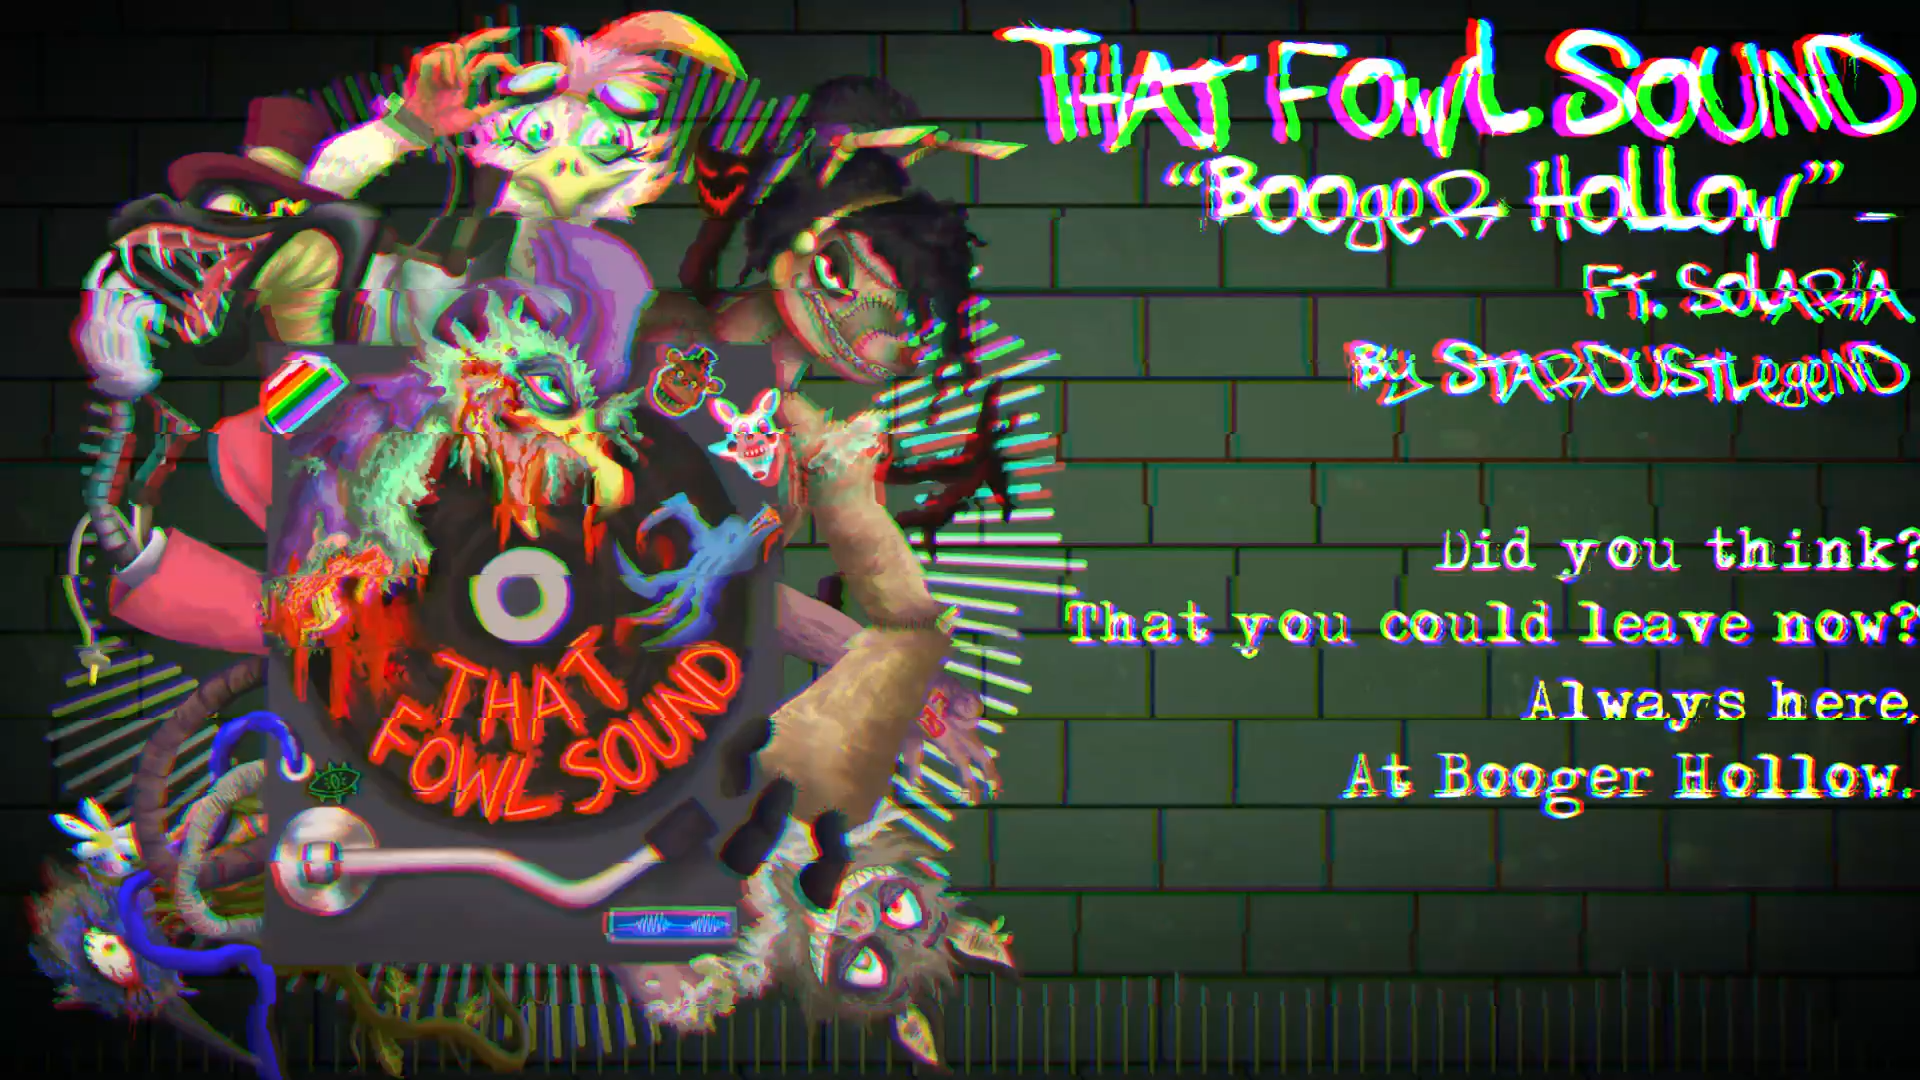 THAT FOWL SOUND
"BOOgeR HOllOW" -
FT. SOLARIA
By STARDUSTLegeND
Did you think?
That you could leave now?
Always here,
At Booger Hollow.
THAT
FOWL SOUND